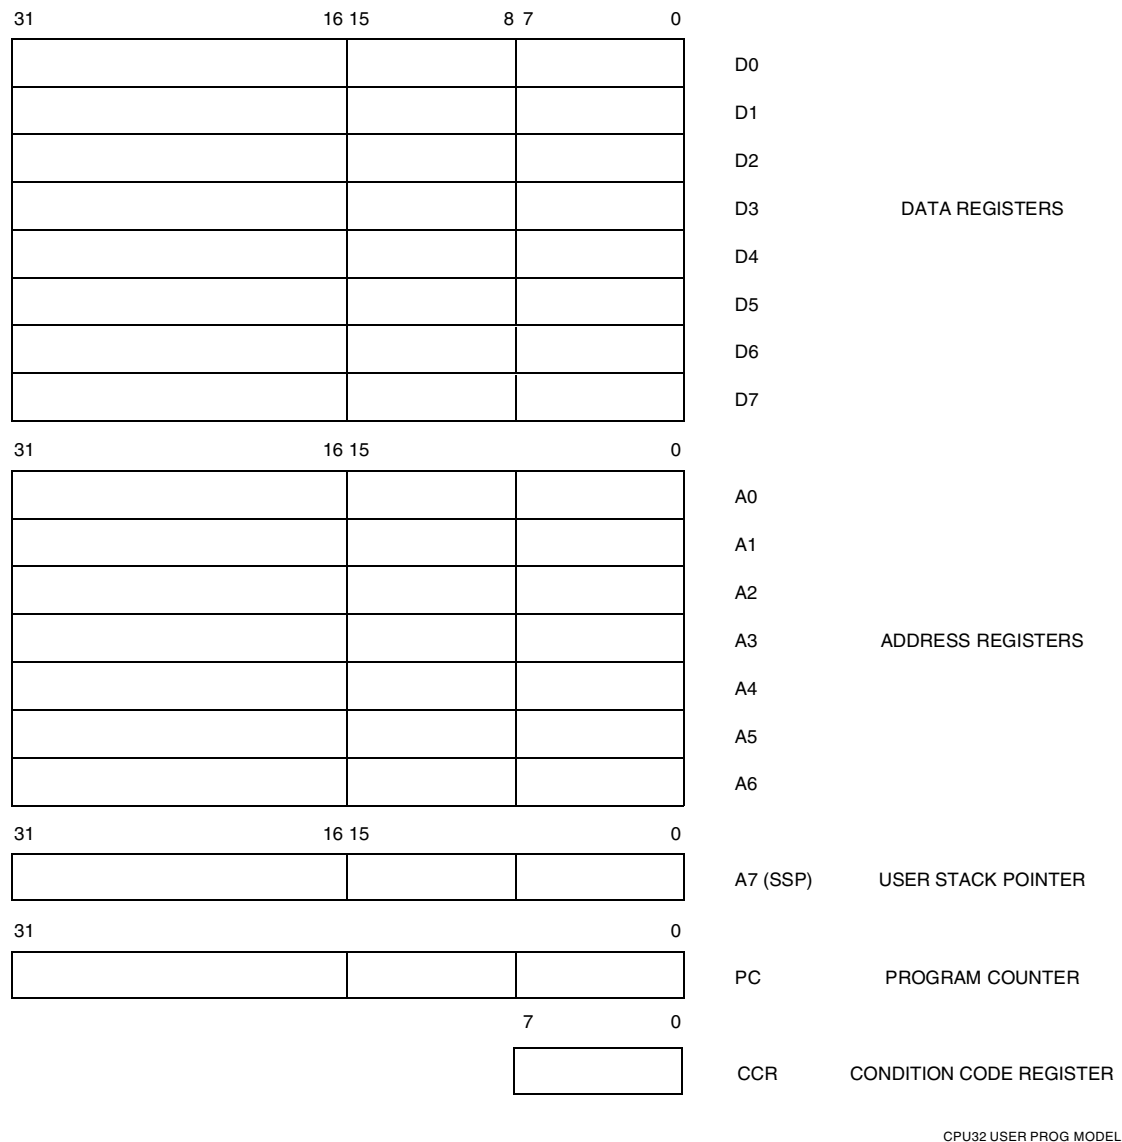 31 16 15 8 7 0
D0
D1
D2
D3 DATA REGISTERS
D4
D5
D6
D7
31 16 15 0
A0
A1
A2
A3 ADDRESS REGISTERS
A4
A5
A6
31 16 15 0
A7 (SSP) USER STACK POINTER
31 0
PC PROGRAM COUNTER
7 0
CCR CONDITION CODE REGISTER
CPU32 USER PROG MODEL